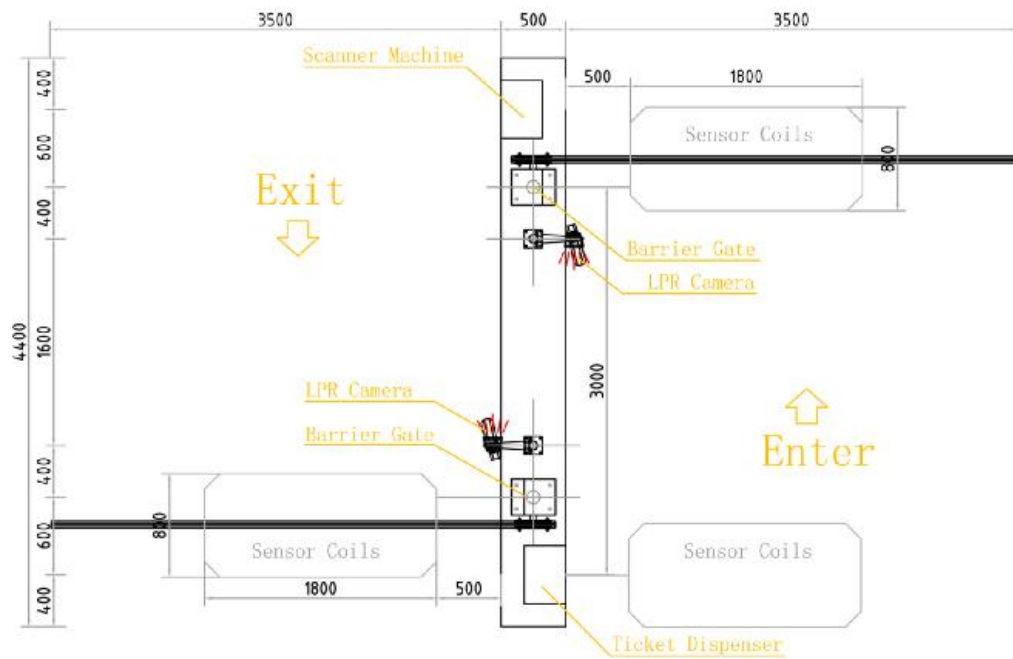 3500
500
3500
Scanner Machine
500
1800
400
Sensor Coils
600
800
Exit
400
Barrier Gate
LPR Camera
4400
1600
3000
LPR Camera
Barrier Gate
Enter
400
800
600
Sensor Coils
Sensor Coils
1800
500
400
Ticket Dispenser